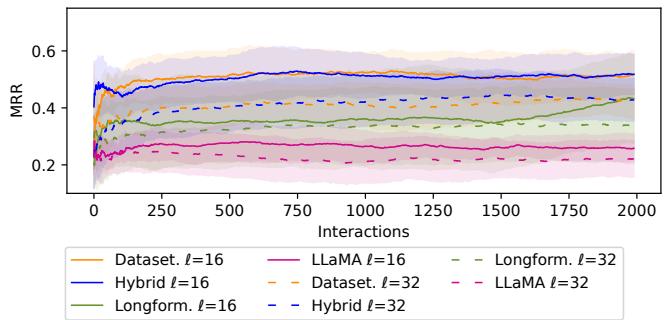 0.6
0.4
0.2
MRR
0 250 500 750 1000 1250 1500 1750 2000
Interactions
Dataset. ℓ=16 LLaMA ℓ=16 Longform. ℓ=32
Hybrid ℓ=16 Dataset. ℓ=32 LLaMA ℓ=32
Longform. ℓ=16 Hybrid ℓ=32